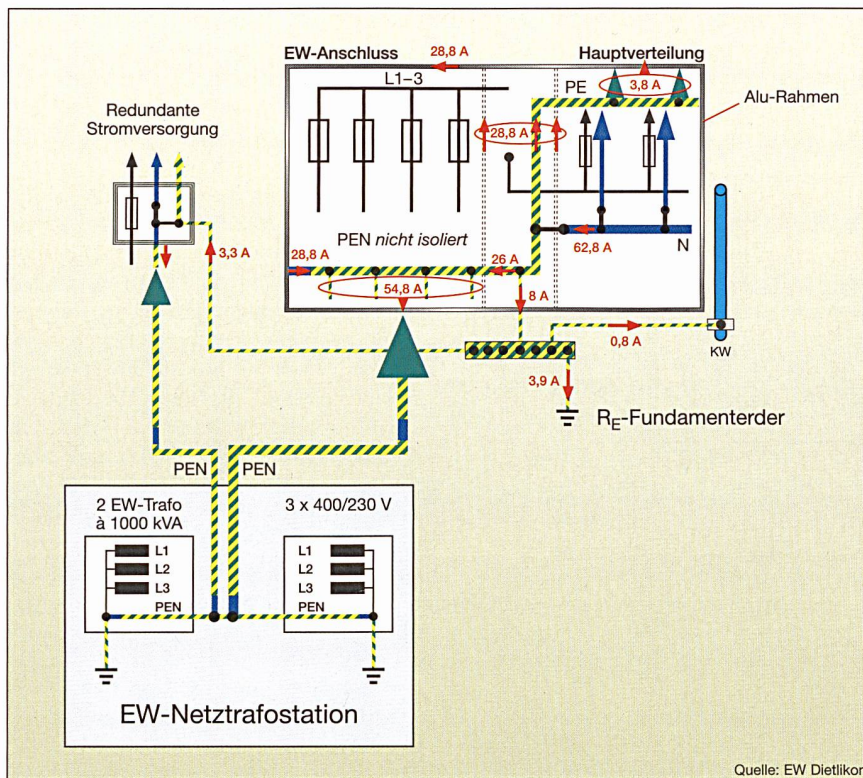 EW-Anschluss
28,8 A
Hauptverteilung
L1–3
PE
3,8 A
Alu-Rahmen
Redundante
Stromversorgung
28,8 A
PEN nicht isoliert
62,8 A
N
3,3 A
28,8 A
26 A
54,8 A
8 A
0,8 A
KW
3,9 A
RE-Fundamenterder
PEN
PEN
2 EW-Trafo
à 1000 kVA
3 x 400/230 V
L1
L2
L3
PEN
L1
L2
L3
PEN
EW-Netztrafostation
Quelle: EW Dietlikon